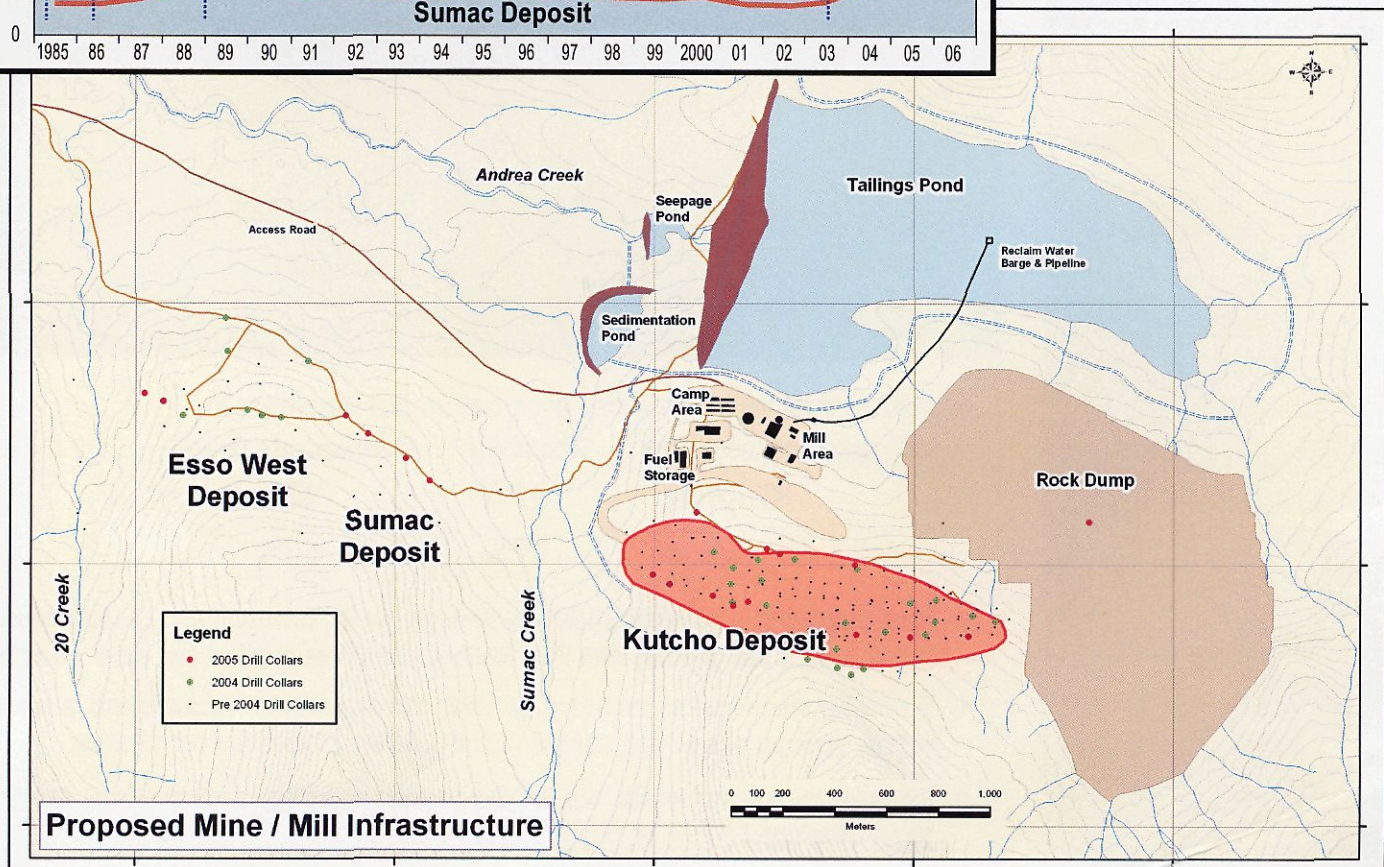 Sumac Deposit
0
1985 86 87 88 89 90 91 92 93 94 95 96 97 98 99 2000 01 02 03 04 05 06
N
W E
S
Andrea Creek
Tailings Pond
Seepage
Pond
Access Road
Reclaim Water
Barge & Pipeline
Sedimentation
Pond
Camp
Area
Mill
Area
Fuel
Storage
Rock Dump
Esso West
Deposit
Sumac
Deposit
20 Creek
Sumac Creek
Kutcho Deposit
Legend
2005 Drill Collars
2004 Drill Collars
Pre 2004 Drill Collars
0 100 200 400 600 800 1,000
Meters
Proposed Mine / Mill Infrastructure